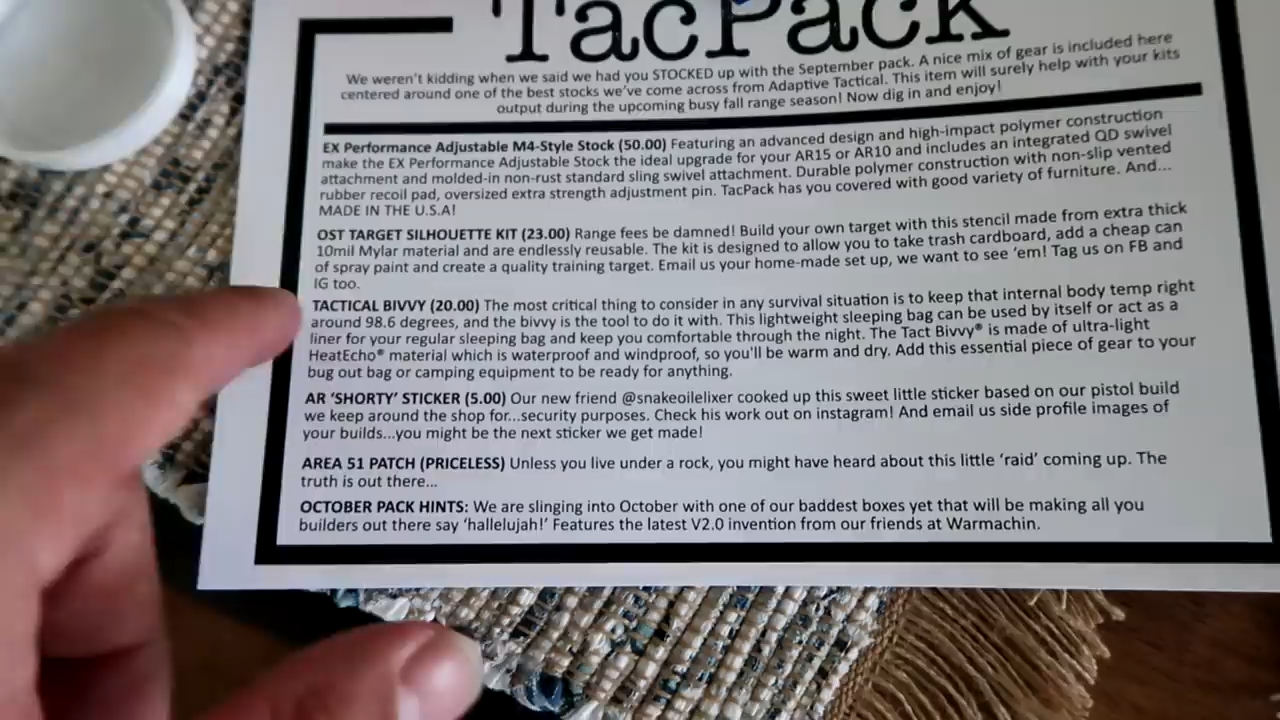 TacPack
We weren't kidding when we said we had you STOCKED up with the September pack. A nice mix of gear is included here
centered around one of the best stocks we've come across from Adaptive Tactical. This item will surely help with your kits
output during the upcoming busy fall range season! Now dig in and enjoy!
EX Performance Adjustable M4-Style Stock (50.00) Featuring an advanced design and high-impact polymer construction
make the EX Performance Adjustable Stock the ideal upgrade for your AR15 or AR10 and includes an integrated QD swivel
attachment and molded-in non-rust standard sling swivel attachment. Durable polymer construction with non-slip vented
rubber recoil pad, oversized extra strength adjustment pin. TacPack has you covered with good variety of furniture. And...
MADE IN THE U.S.A!
OST TARGET SILHOUETTE KIT (23.00) Range fees be damned! Build your own target with this stencil made from extra thick
10mil Mylar material and are endlessly reusable. The kit is designed to allow you to take trash cardboard, add a cheap can
of spray paint and create a quality training target. Email us your home-made set up, we want to see 'em! Tag us on FB and
IG too.
TACTICAL BIVVY (20.00) The most critical thing to consider in any survival situation is to keep that internal body temp right
around 98.6 degrees, and the bivvy is the tool to do it with. This lightweight sleeping bag can be used by itself or act as a
liner for your regular sleeping bag and keep you comfortable through the night. The Tact Bivvy® is made of ultra-light
HeatEcho® material which is waterproof and windproof, so you'll be warm and dry. Add this essential piece of gear to your
bug out bag or camping equipment to be ready for anything.
AR 'SHORTY' STICKER (5.00) Our new friend @snakeoilelixer cooked up this sweet little sticker based on our pistol build
we keep around the shop for...security purposes. Check his work out on instagram! And email us side profile images of
your builds...you might be the next sticker we get made!
AREA 51 PATCH (PRICELESS) Unless you live under a rock, you might have heard about this little 'raid' coming up. The
truth is out there...
OCTOBER PACK HINTS: We are slinging into October with one of our baddest boxes yet that will be making all you
builders out there say 'hallelujah!' Features the latest V2.0 invention from our friends at Warmachin.